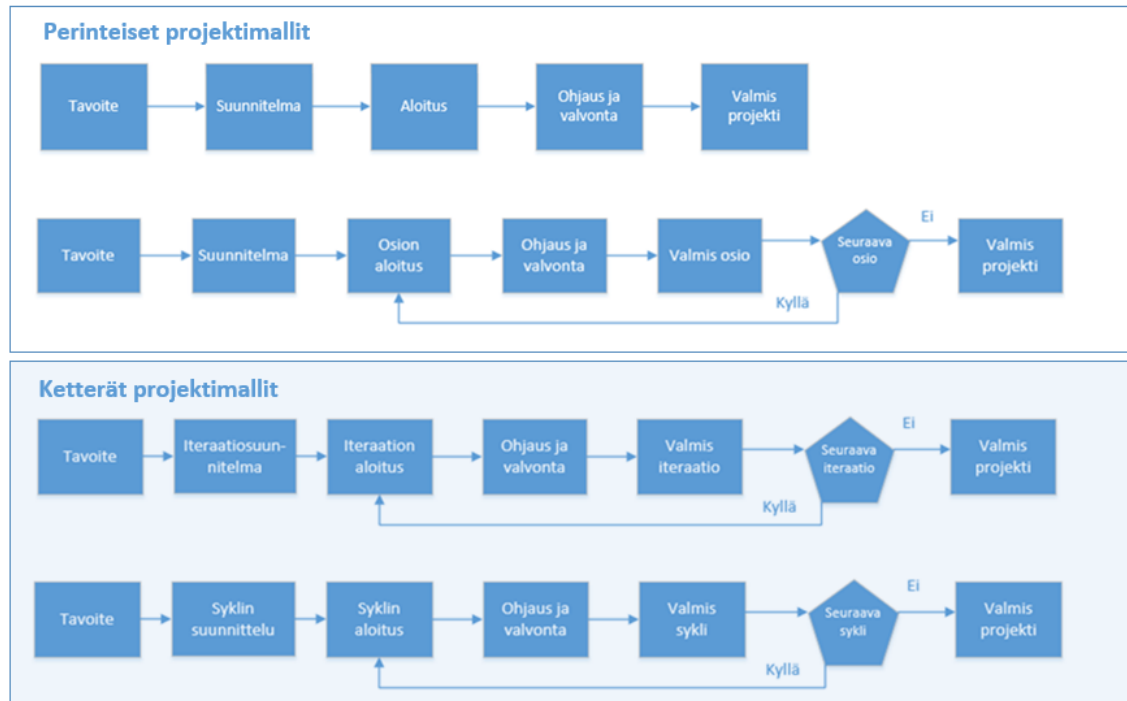 Perinteiset projektimallit
Tavoite
Suunnitelma
Aloitus
Ohjaus ja
valvonta
Valmis
projekti
Tavoite
Suunnitelma
Osion
aloitus
Ohjaus ja
valvonta
Valmis osio
Seuraava
osio
Ei
Valmis
projekti
Kyllä
Ketterät projektimallit
Tavoite
Iteraatiosuun-
nitelma
Iteraation
aloitus
Ohjaus ja
valvonta
Valmis
iteraatio
Seuraava
iteraatio
Ei
Valmis
projekti
Kyllä
Tavoite
Syklin
suunnittelu
Syklin
aloitus
Ohjaus ja
valvonta
Valmis
sykli
Seuraava
sykli
Ei
Valmis
projekti
Kyllä